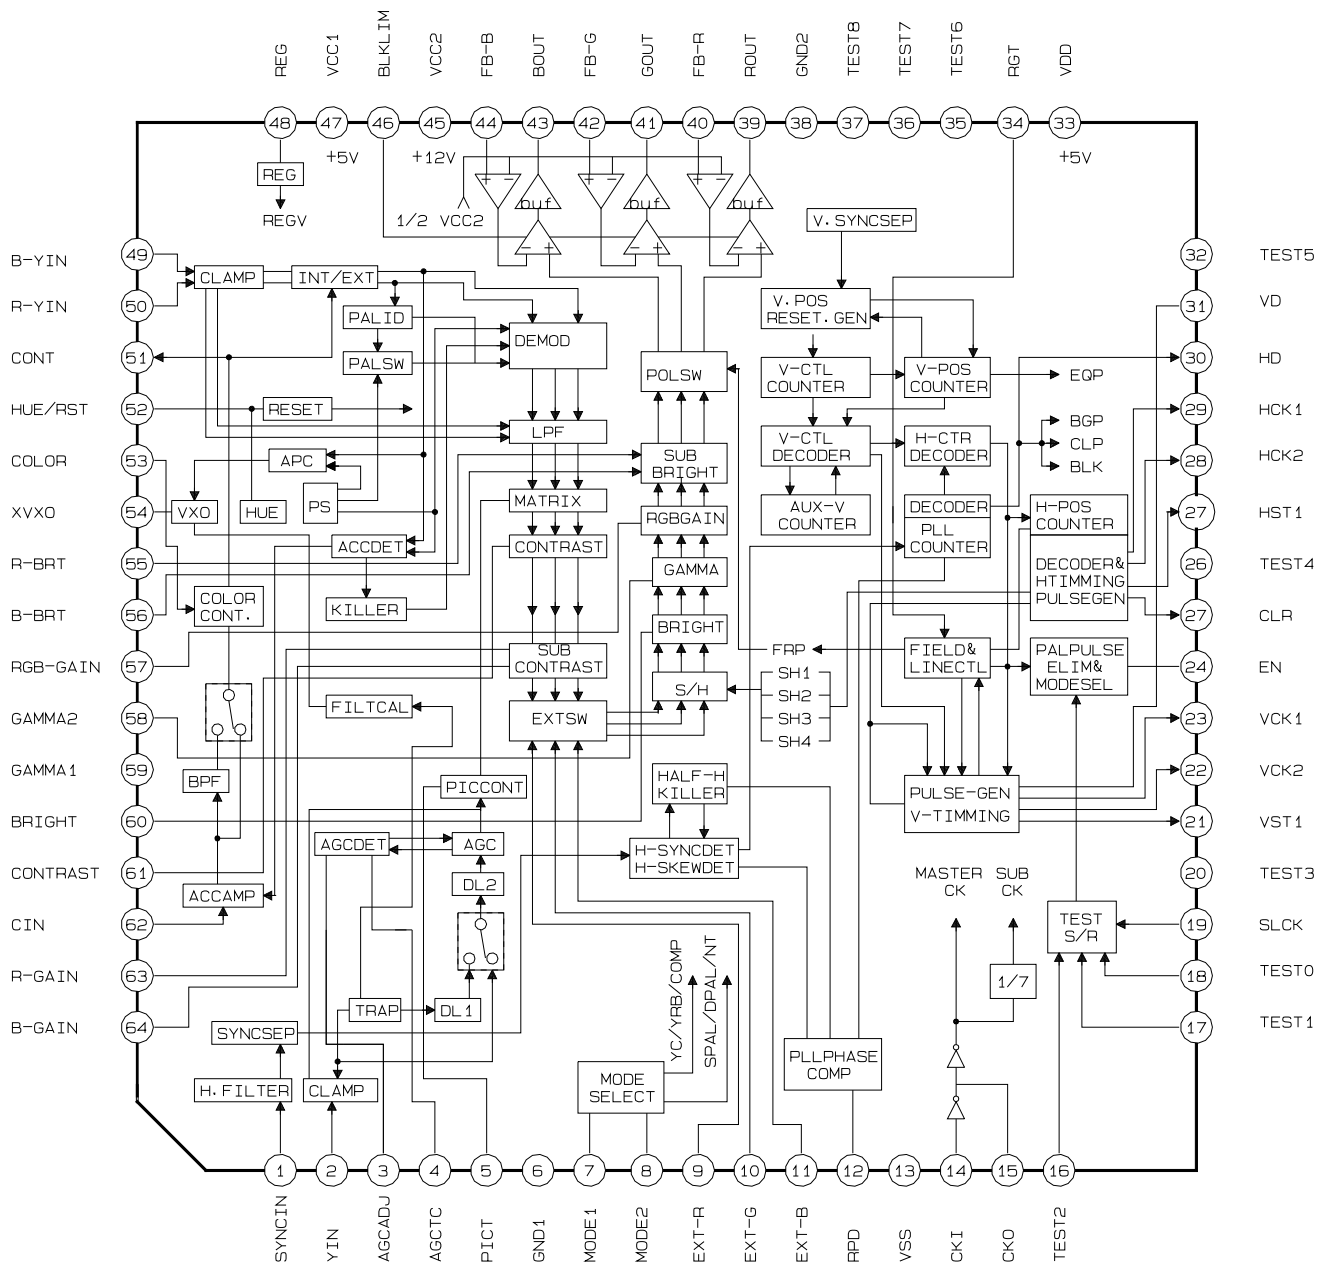 REG
VCC1
BLKLIM
VCC2
FB-B
BOUT
FB-G
GOUT
FB-R
ROUT
GND2
TEST8
TEST7
TEST6
RGT
VDD
48
47
46
45
44
43
42
41
40
39
38
37
36
35
34
33
+5V
+12V
+5V
REG
REGV
1/2 VCC2
+ -
buf
+ -
buf
+ -
buf
- +
- +
- +
V.SYNCSEP
B-YIN
49
R-YIN
50
CONT
51
HUE/RST
52
COLOR
53
XVXO
54
R-BRT
55
B-BRT
56
RGB-GAIN
57
GAMMA2
58
GAMMA1
59
BRIGHT
60
CONTRAST
61
CIN
62
R-GAIN
63
B-GAIN
64
CLAMP
INT/EXT
PALID
PALSW
RESET
APC
VXO
HUE
PS
ACCDET
KILLER
COLOR
CONT.
FILTCAL
BPF
ACCAMP
AGCDET
AGC
DL2
PICCONT
TRAP
DL1
SYNCSEP
H.FILTER
CLAMP
DEMOD
LPF
MATRIX
CONTRAST
SUB
CONTRAST
EXTSW
POLSW
SUB
BRIGHT
RGBGAIN
GAMMA
BRIGHT
S/H
HALF-H
KILLER
H-SYNCDET
H-SKEWDET
MODE
SELECT
YC/YRB/COMP
SPAL/DPAL/NT
PLLPHASE
COMP
V.POS
RESET.GEN
V-CTL
COUNTER
V-POS
COUNTER
EQP
V-CTL
DECODER
H-CTR
DECODER
BGP
CLP
BLK
AUX-V
COUNTER
DECODER
PLL
COUNTER
H-POS
COUNTER
DECODER&
HTIMMING
PULSEGEN
FRP
SH1
SH2
SH3
SH4
FIELD&
LINECTL
PALPULSE
ELIM&
MODESEL
PULSE-GEN
V-TIMMING
MASTER
CK
SUB
CK
1/7
TEST
S/R
32
TEST5
31
VD
30
HD
29
HCK1
28
HCK2
27
HST1
26
TEST4
27
CLR
24
EN
23
VCK1
22
VCK2
21
VST1
20
TEST3
19
SLCK
18
TEST0
17
TEST1
1
2
3
4
5
6
7
8
9
10
11
12
13
14
15
16
SYNCIN
YIN
AGCADJ
AGCTC
PICT
GND1
MODE1
MODE2
EXT-R
EXT-G
EXT-B
RPD
VSS
CKI
CKO
TEST2